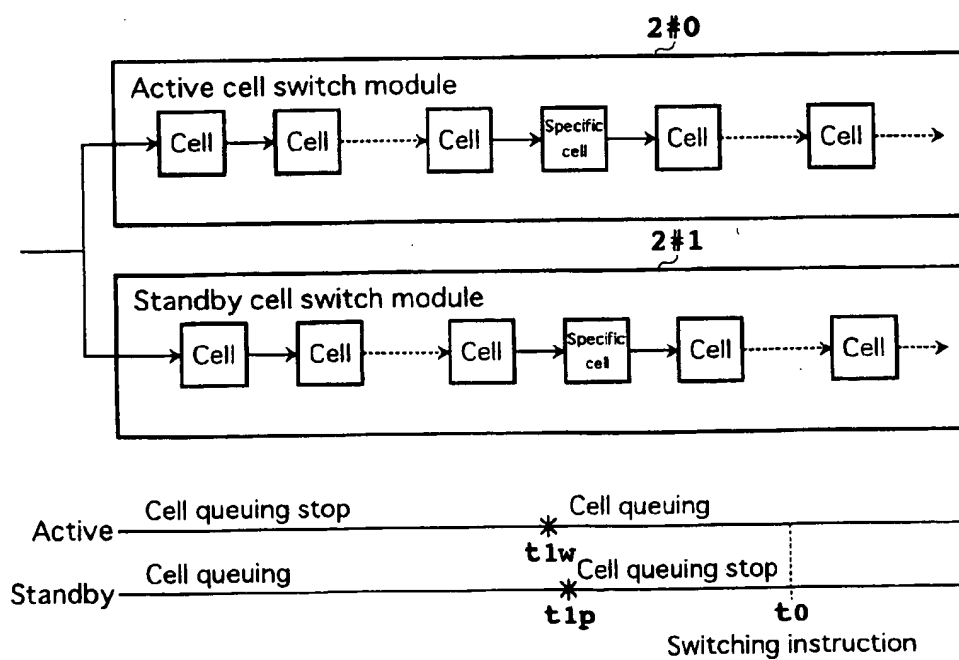 2#0
Active cell switch module
Cell
Cell
Cell
Specific
cell
Cell
Cell
2#1
Standby cell switch module
Cell
Cell
Cell
Specific
cell
Cell
Cell
Cell queuing stop
Cell queuing
Active
t1w
Cell queuing
Cell queuing stop
Standby
t1p
t0
Switching instruction